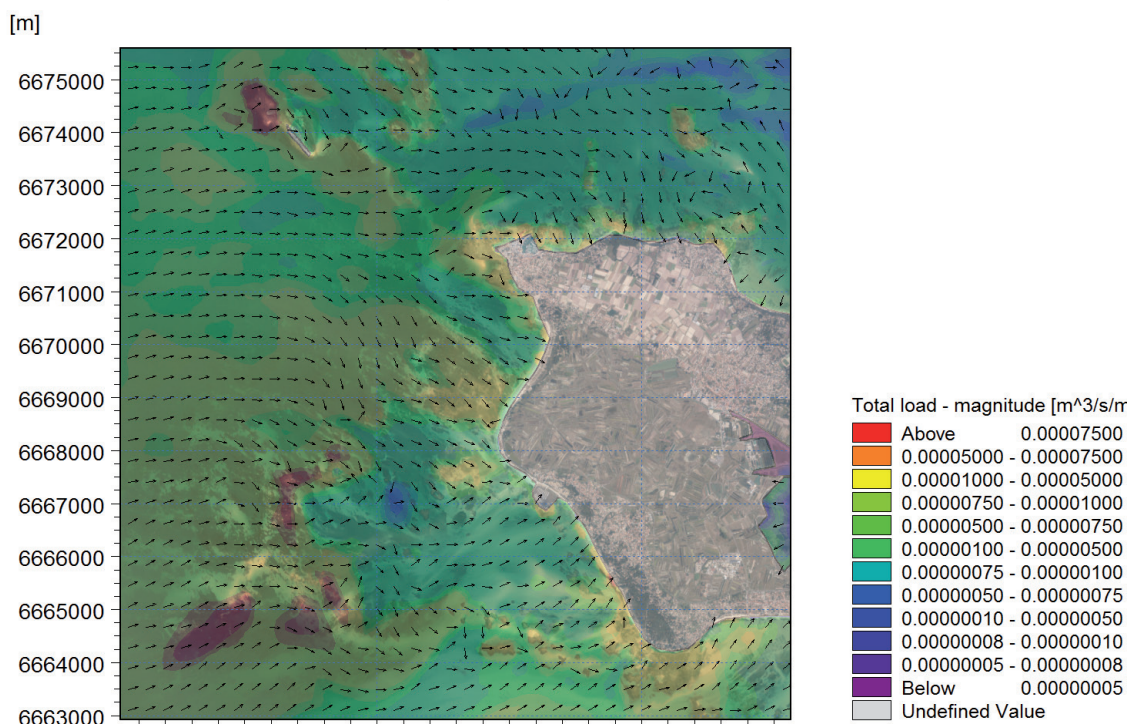 [m]
6675000
6674000
6673000
6672000
6671000
6670000
6669000
6668000
6667000
6666000
6665000
6664000
6663000
Total load - magnitude [m^3/s/m
Above 0.00007500
0.00005000 - 0.00007500
0.00001000 - 0.00005000
0.00000750 - 0.00001000
0.00000500 - 0.00000750
0.00000100 - 0.00000500
0.00000075 - 0.00000100
0.00000050 - 0.00000075
0.00000010 - 0.00000050
0.00000008 - 0.00000010
0.00000005 - 0.00000008
Below 0.00000005
Undefined Value